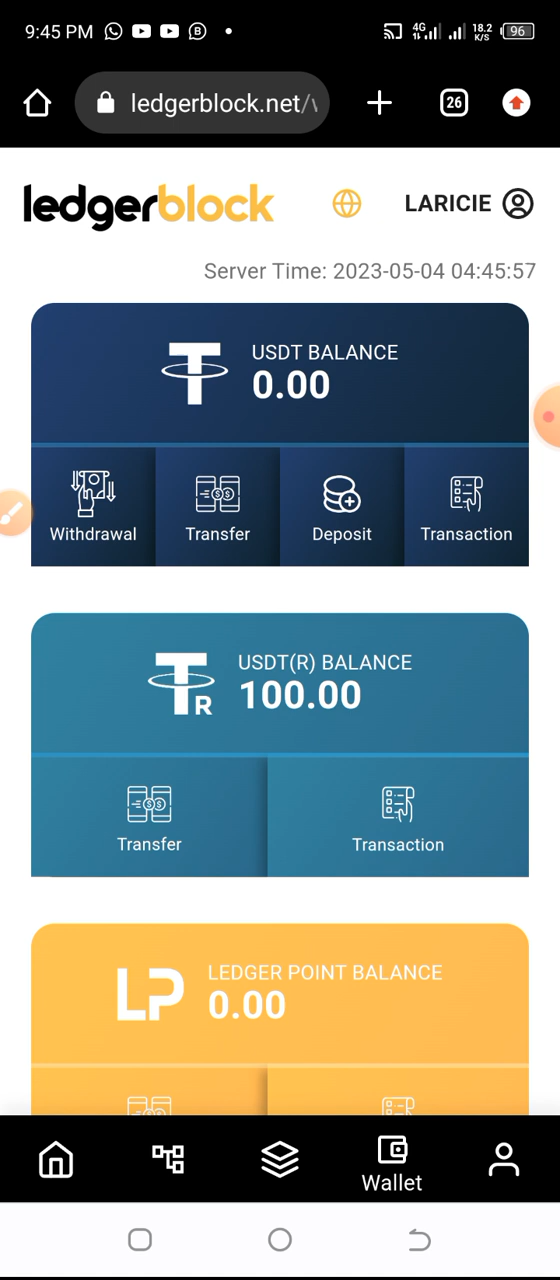 9:45 PM 4G 18.2 K/S 96
ledgerblock.net/
26
ledgerblock
LARICIE
Server Time: 2023-05-04 04:45:57
USDT BALANCE
0.00
Withdrawal Transfer Deposit Transaction
USDT(R) BALANCE
100.00
R
Transfer Transaction
LP
LEDGER POINT BALANCE
0.00
Wallet